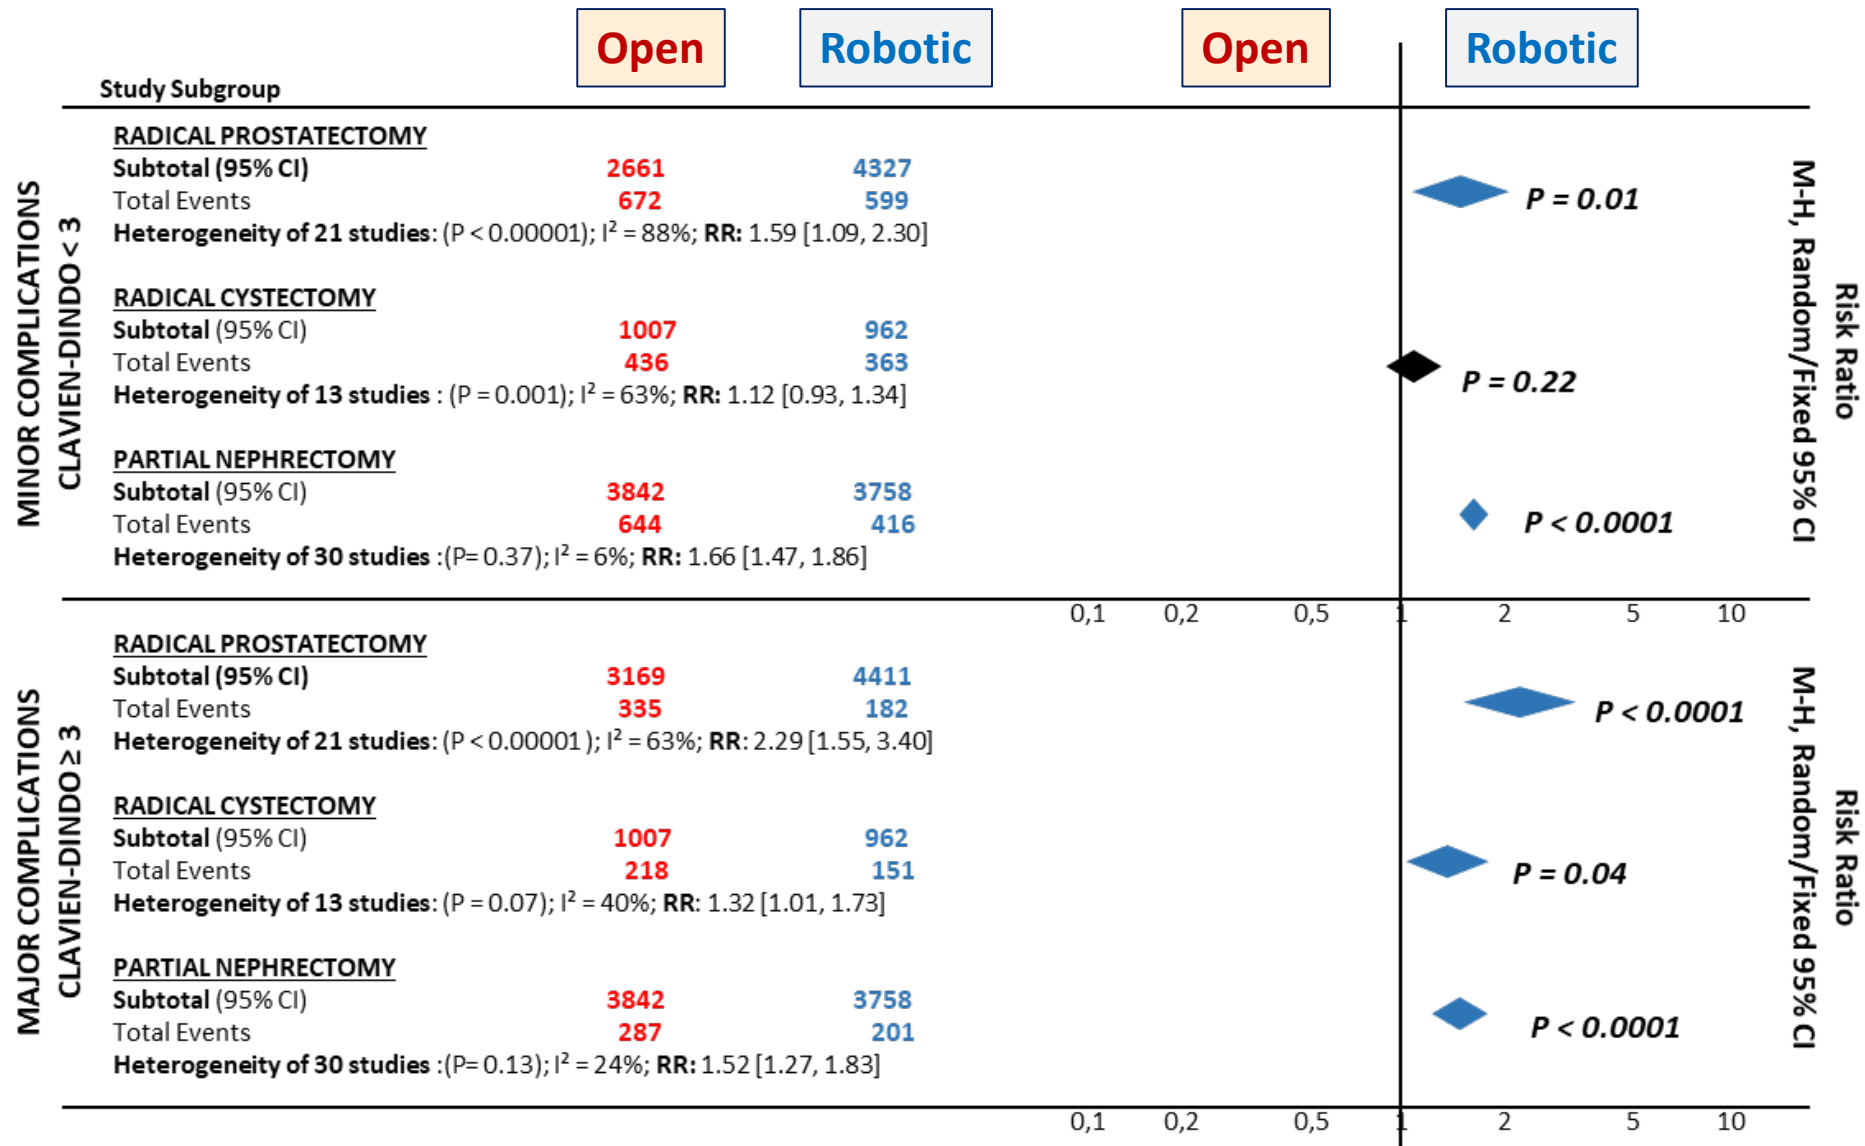 Open Robotic Open Robotic
Study Subgroup
MINOR COMPLICATIONS
CLAVIEN-DINDO < 3
RADICAL PROSTATECTOMY
Subtotal (95% CI) 2661 4327
Total Events 672 599
P = 0.01
Heterogeneity of 21 studies: (P < 0.00001); I² = 88%; RR: 1.59 [1.09, 2.30]
RADICAL CYSTECTOMY
Subtotal (95% CI) 1007 962
Total Events 436 363
P = 0.22
Heterogeneity of 13 studies : (P = 0.001); I² = 63%; RR: 1.12 [0.93, 1.34]
PARTIAL NEPHRECTOMY
Subtotal (95% CI) 3842 3758
Total Events 644 416
P < 0.0001
Heterogeneity of 30 studies :(P= 0.37); I² = 6%; RR: 1.66 [1.47, 1.86]
Risk Ratio
M-H, Random/Fixed 95% CI
0,1 0,2 0,5 1 2 5 10
MAJOR COMPLICATIONS
CLAVIEN-DINDO ≥ 3
RADICAL PROSTATECTOMY
Subtotal (95% CI) 3169 4411
Total Events 335 182
P < 0.0001
Heterogeneity of 21 studies: (P < 0.00001 ); I² = 63%; RR: 2.29 [1.55, 3.40]
RADICAL CYSTECTOMY
Subtotal (95% CI) 1007 962
Total Events 218 151
P = 0.04
Heterogeneity of 13 studies: (P = 0.07); I² = 40%; RR: 1.32 [1.01, 1.73]
PARTIAL NEPHRECTOMY
Subtotal (95% CI) 3842 3758
Total Events 287 201
P < 0.0001
Heterogeneity of 30 studies :(P= 0.13); I² = 24%; RR: 1.52 [1.27, 1.83]
Risk Ratio
M-H, Random/Fixed 95% CI
0,1 0,2 0,5 1 2 5 10